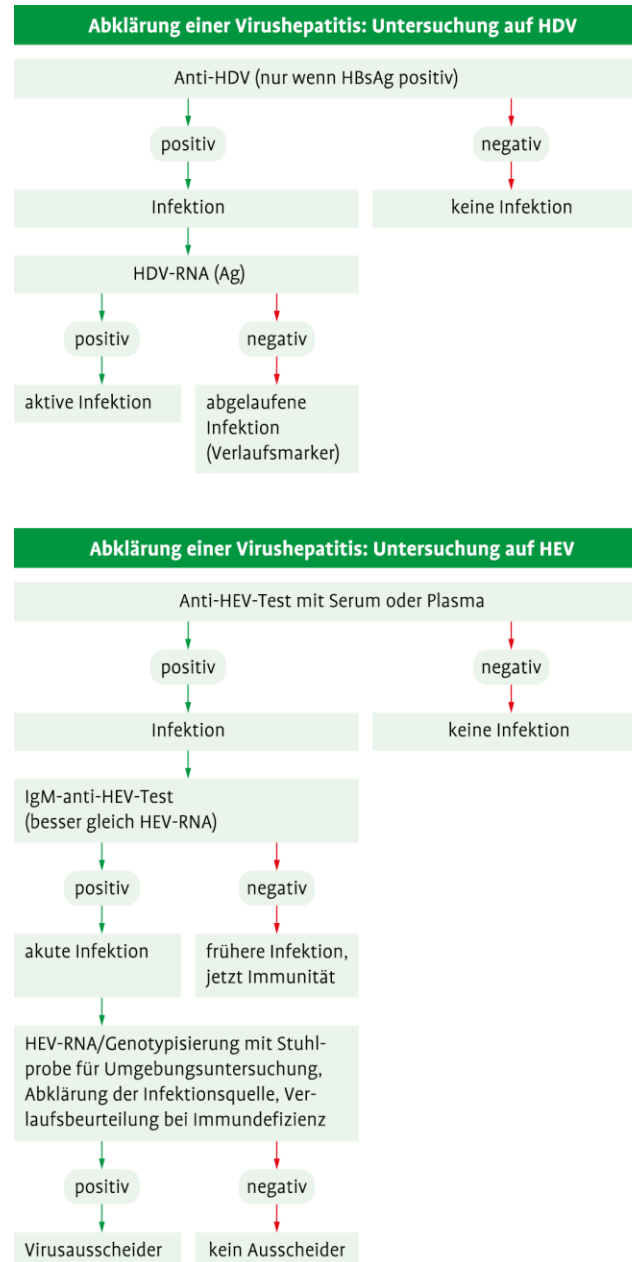 Abklärung einer Virushepatitis: Untersuchung auf HDV
Anti-HDV (nur wenn HBsAg positiv)
positiv
negativ
Infektion
keine Infektion
HDV-RNA (Ag)
positiv
negativ
aktive Infektion
abgelaufene
Infektion
(Verlaufsmarker)
Abklärung einer Virushepatitis: Untersuchung auf HEV
Anti-HEV-Test mit Serum oder Plasma
positiv
negativ
Infektion
keine Infektion
IgM-anti-HEV-Test
(besser gleich HEV-RNA)
positiv
negativ
akute Infektion
frühere Infektion,
jetzt Immunität
HEV-RNA/Genotypisierung mit Stuhl-
probe für Umgebungsuntersuchung,
Abklärung der Infektionsquelle, Ver-
laufsbeurteilung bei Immundefizienz
positiv
negativ
Virusausscheider
kein Ausscheider